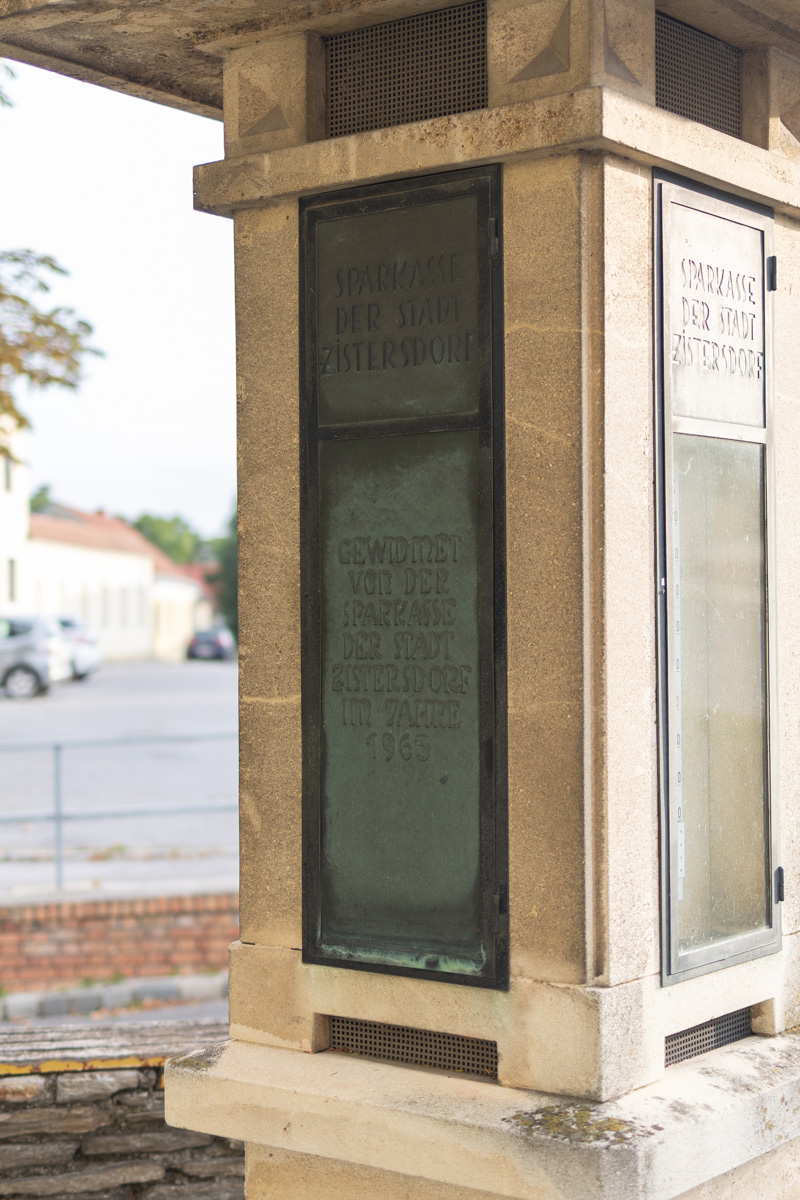 SPARKASSE
DER STADT
ZISTERSDORF
GEWIDMET
VON DER
SPARKASSE
DER STADT
ZISTERSDORF
IM JAHRE
1963
SPARKASSE
DER STADT
ZISTERSDORF